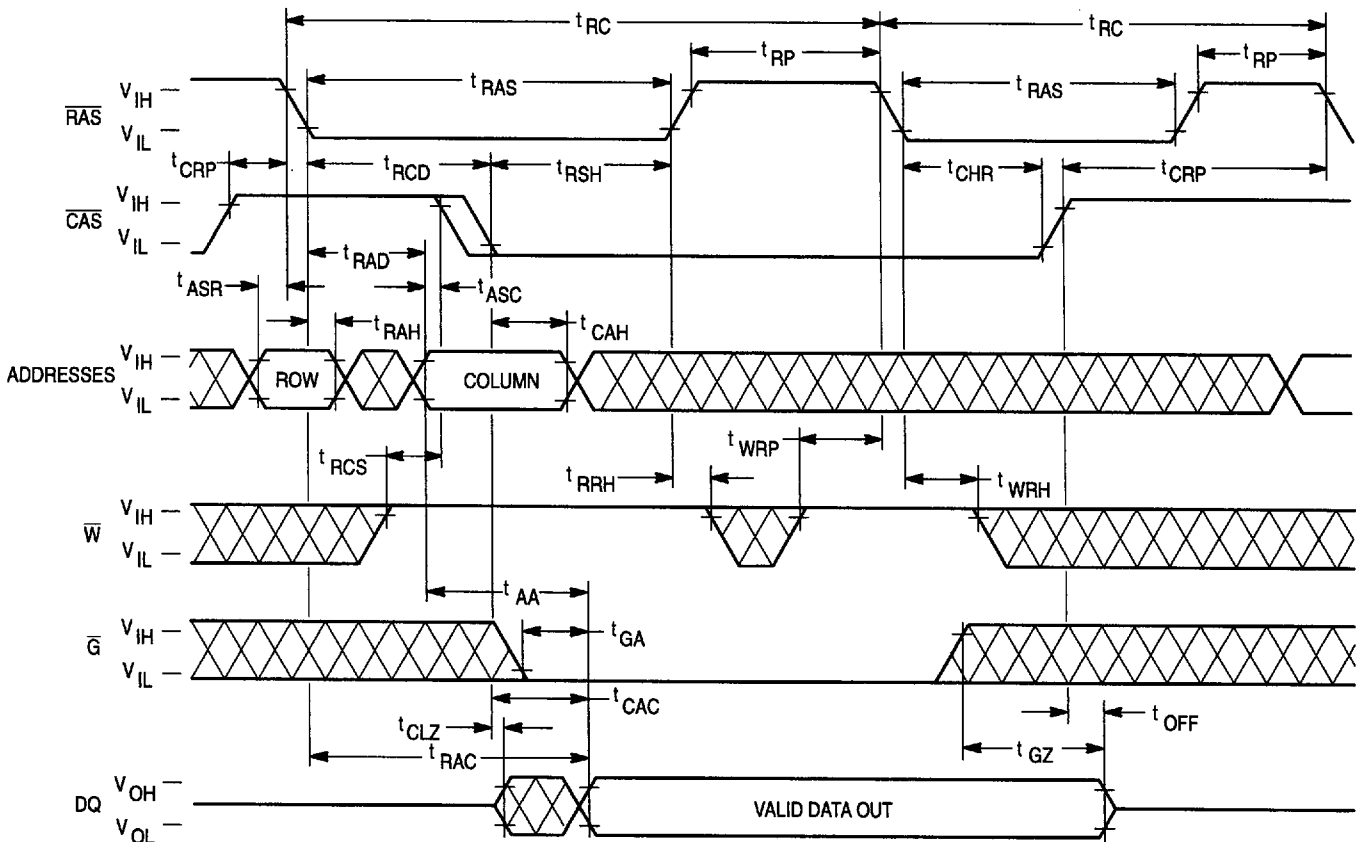 tRC tRC
tRP tRP
tRAS tRAS
RAS VIH
VIL
tCRP tRCD tRSH tCHR tCRP
CAS VIH
VIL
tRAD
tASR tASC
tRAH tCAH
ADDRESSES VIH
VIL
ROW COLUMN
tWRP
tRCS tRRH tWRH
W VIH
VIL
tAA
G VIH
VIL
tGA
tCAC
tCLZ tOFF
tRAC tGZ
DQ VOH
VOL
VALID DATA OUT